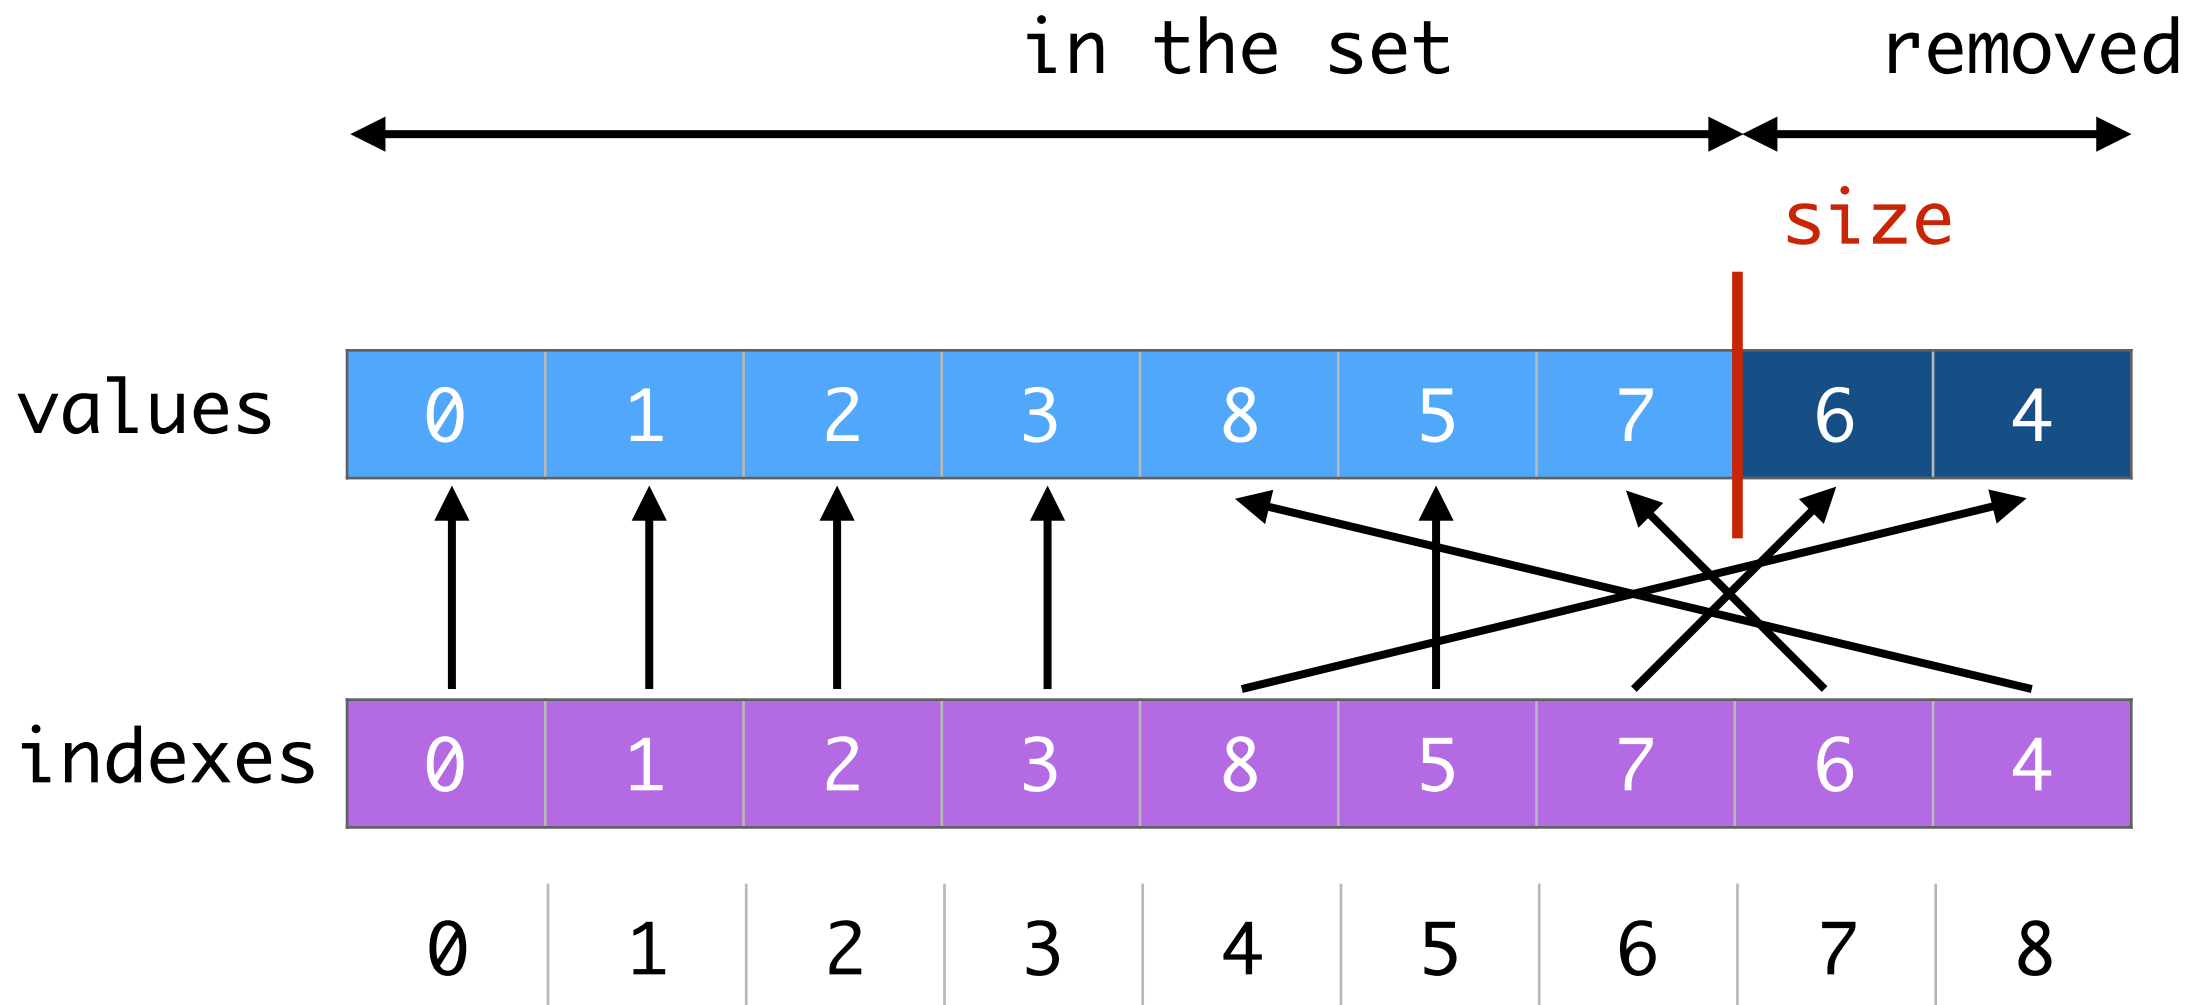 in the set removed
size
values 0 1 2 3 8 5 7 6 4
indexes 0 1 2 3 8 5 7 6 4
0 1 2 3 4 5 6 7 8